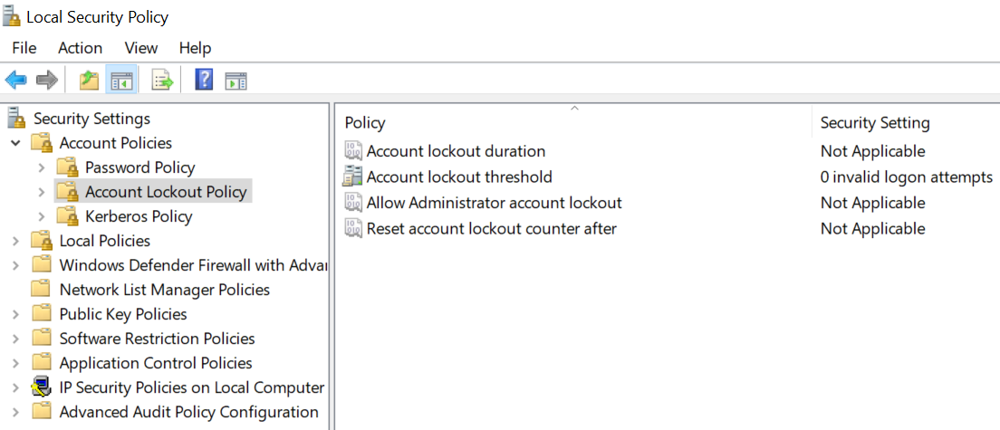 Local Security Policy
File Action View Help
Security Settings
Account Policies
Password Policy
Account Lockout Policy
Kerberos Policy
Local Policies
Windows Defender Firewall with Adva
Network List Manager Policies
Public Key Policies
Software Restriction Policies
Application Control Policies
IP Security Policies on Local Computer
Advanced Audit Policy Configuration
Policy Security Setting
Account lockout duration Not Applicable
Account lockout threshold 0 invalid logon attempts
Allow Administrator account lockout Not Applicable
Reset account lockout counter after Not Applicable